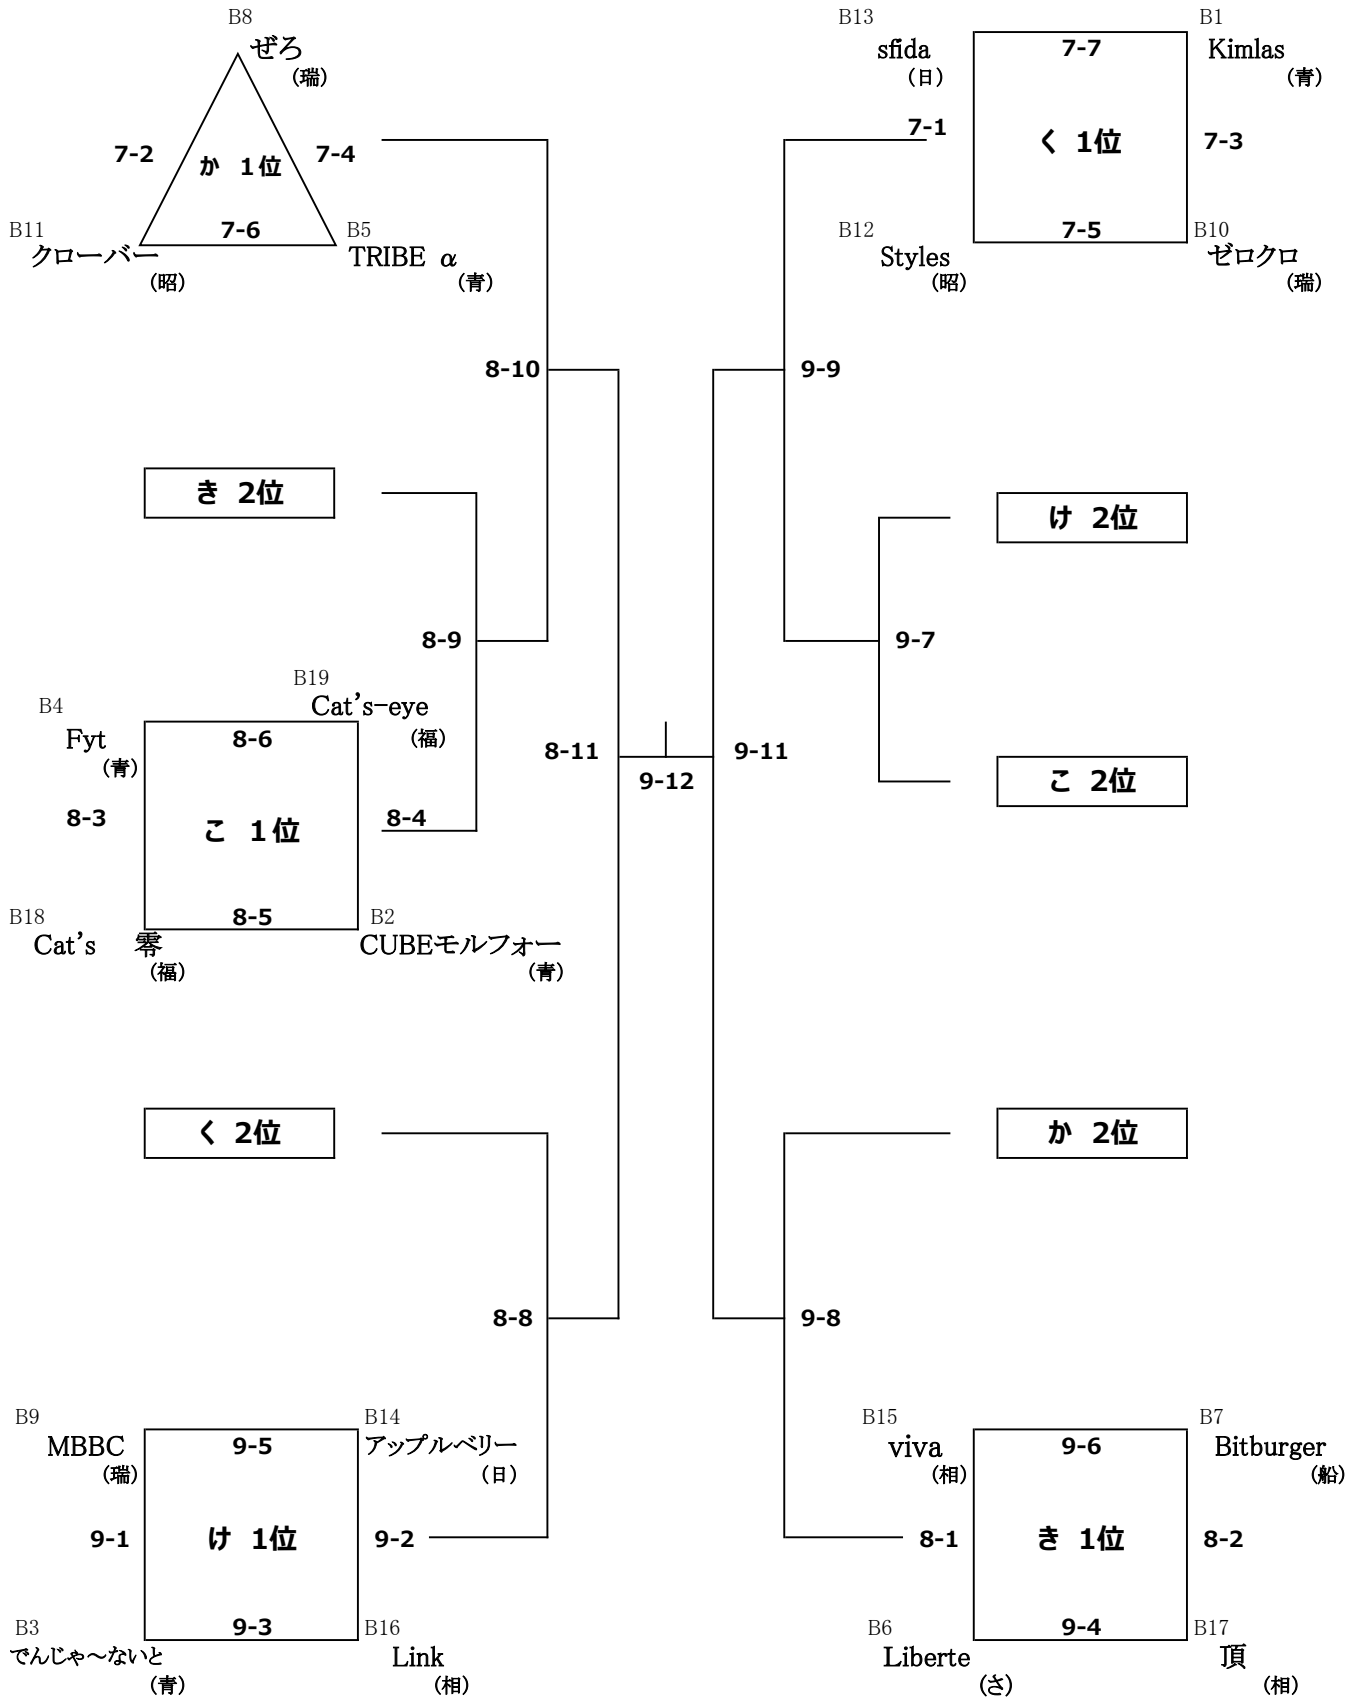 B8
ぜろ
(瑞)
7-2
か 1位
7-4
B11
クローバー
(昭)
7-6
B5
TRIBE α
(青)
B13
sfida
(日)
7-7
B1
Kimlas
(青)
7-1
く 1位
7-3
B12
Styles
(昭)
7-5
B10
ゼロクロ
(瑞)
8-10
9-9
き 2位
け 2位
8-9
9-7
B4
Fyt
(青)
B19
Cat's-eye
(福)
8-6
8-3
こ 1位
8-4
8-11
9-12
9-11
こ 2位
B18
Cat's 零
(福)
8-5
B2
CUBEモルフォー
(青)
く 2位
か 2位
8-8
9-8
B9
MBBC
(瑞)
9-5
B14
アップルベリー
(日)
9-1
け 1位
9-2
B3
でんじゃ～ないと
(青)
9-3
B16
Link
(相)
B15
viva
(相)
9-6
B7
Bitburger
(船)
8-1
き 1位
8-2
B6
Liberte
(さ)
9-4
B17
頂
(相)